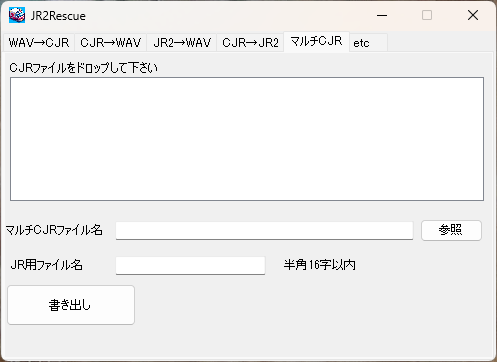 JR2Rescue
WAV→CJR CJR→WAV JR2→WAV CJR→JR2 マルチCJR etc
CJRファイルをドロップして下さい
マルチCJRファイル名 参照
JR用ファイル名 半角16字以内
書き出し